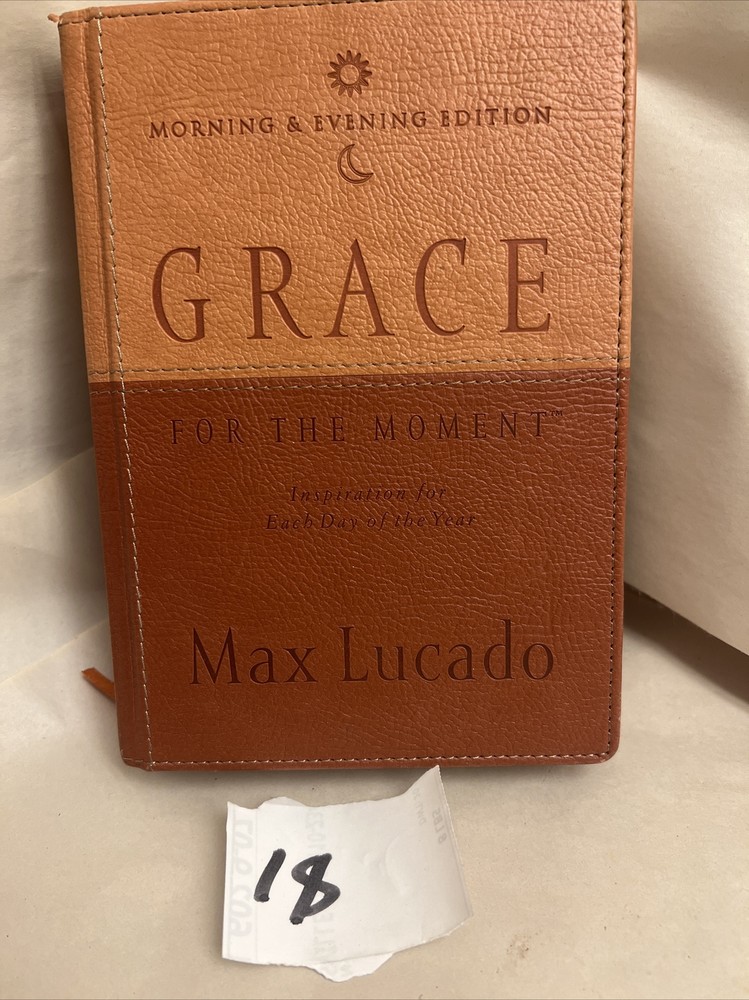 MORNING & EVENING EDITION
GRACE
FOR THE MOMENT™
Inspiration for
Each Day of the Year
Max Lucado
18